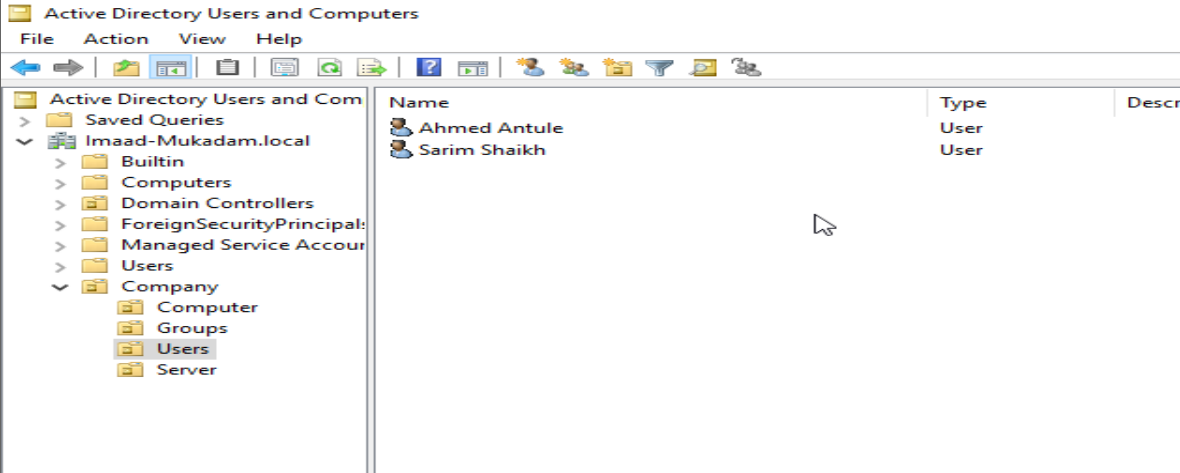 Active Directory Users and Computers
File Action View Help
Active Directory Users and Com
Saved Queries
Imaad-Mukadam.local
Builtin
Computers
Domain Controllers
ForeignSecurityPrincipals
Managed Service Accour
Users
Company
Computer
Groups
Users
Server
Name Type Descr
Ahmed Antule User
Sarim Shaikh User